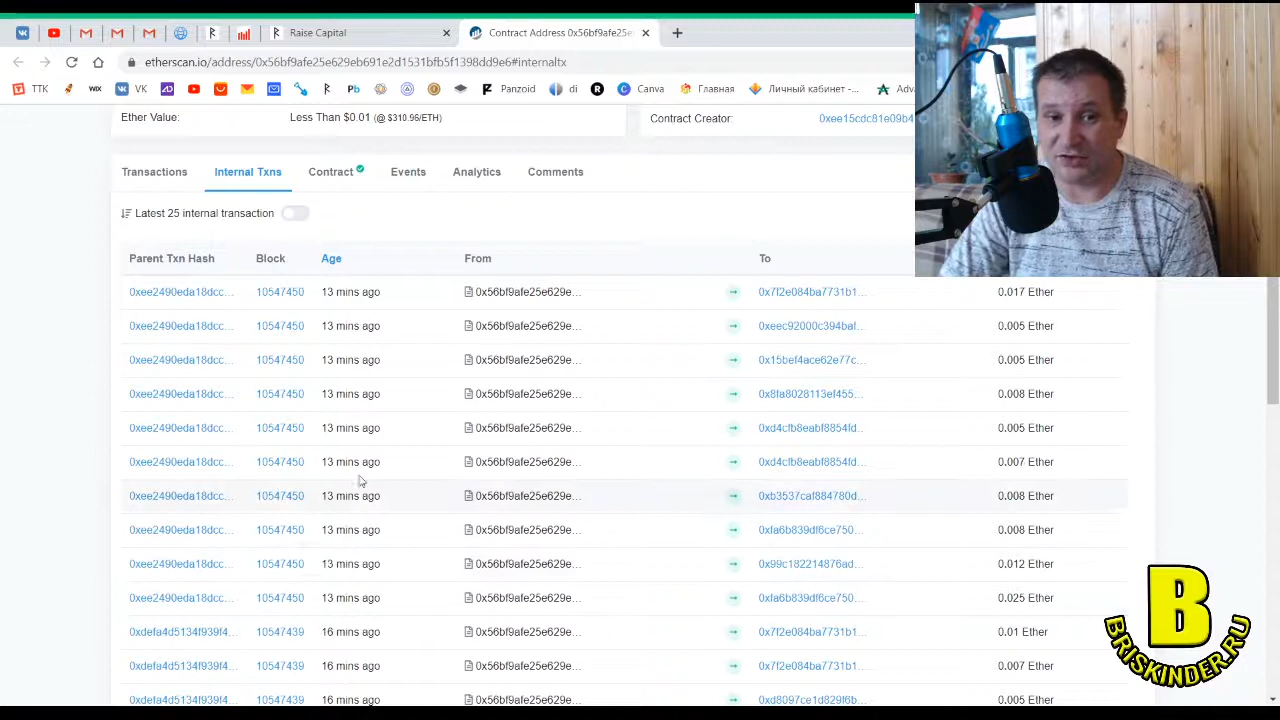 Raise Capital
Contract Address 0x56bf9afe25e
TTK WIX VK Pb Panzoid di Canva Главная Личный кабинет - ... Adva
Ether Value: Less Than $0.01 (@ $310.96/ETH) Contract Creator: 0xee15cdc81e09b4
Transactions Internal Txns Contract Events Analytics Comments
Latest 25 internal transaction
Parent Txn Hash Block Age From To
0xee2490eda18dcc... 10547450 13 mins ago 0x56bf9afe25e629e... 0x7f2e084ba7731b1... 0.017 Ether
0xee2490eda18dcc... 10547450 13 mins ago 0x56bf9afe25e629e... 0xeec92000c394baf... 0.005 Ether
0xee2490eda18dcc... 10547450 13 mins ago 0x56bf9afe25e629e... 0x15bef4ace62e77c... 0.005 Ether
0xee2490eda18dcc... 10547450 13 mins ago 0x56bf9afe25e629e... 0x8fa8028113ef455... 0.008 Ether
0xee2490eda18dcc... 10547450 13 mins ago 0x56bf9afe25e629e... 0xd4cfb8eabf8854fd... 0.005 Ether
0xee2490eda18dcc... 10547450 13 mins ago 0x56bf9afe25e629e... 0xd4cfb8eabf8854fd... 0.007 Ether
0xee2490eda18dcc... 10547450 13 mins ago 0x56bf9afe25e629e... 0xb3537caf884780d... 0.008 Ether
0xee2490eda18dcc... 10547450 13 mins ago 0x56bf9afe25e629e... 0xfa6b839df6ce750... 0.008 Ether
0xee2490eda18dcc... 10547450 13 mins ago 0x56bf9afe25e629e... 0x99c182214876ad... 0.012 Ether
0xee2490eda18dcc... 10547450 13 mins ago 0x56bf9afe25e629e... 0xfa6b839df6ce750... 0.025 Ether
0xdefa4d5134f939f4... 10547439 16 mins ago 0x56bf9afe25e629e... 0x7f2e084ba7731b1... 0.01 Ether
0xdefa4d5134f939f4... 10547439 16 mins ago 0x56bf9afe25e629e... 0x7f2e084ba7731b1... 0.007 Ether
0xdefa4d5134f939f4... 10547439 16 mins ago 0x56bf9afe25e629e... 0xd8097ce1d829f6b... 0.005 Ether
B
BRISKINDER.RU